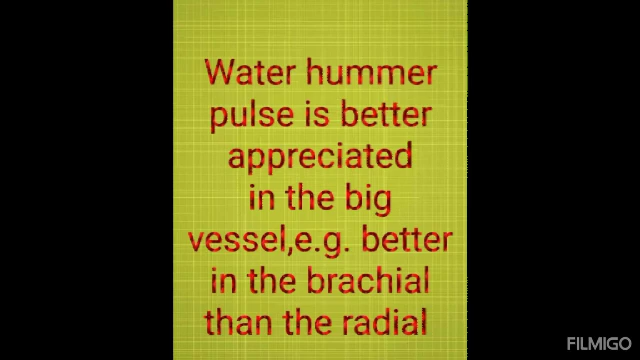 Water hummer
pulse is better
appreciated
in the big
vessel,e.g. better
in the brachial
than the radial
FILMIGO